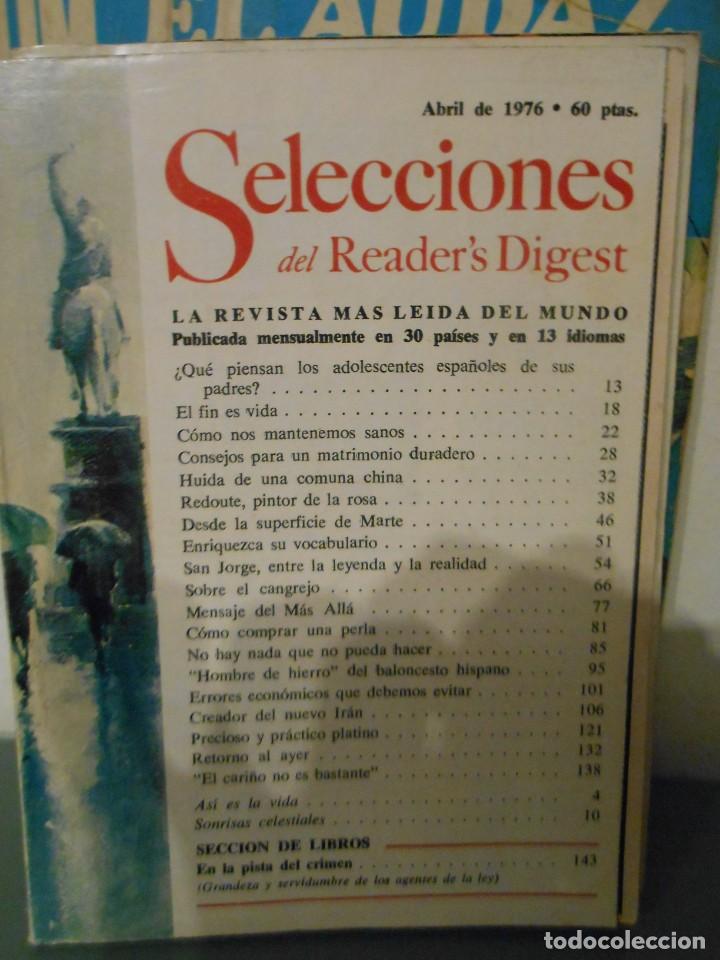 N EL AUDAZ
Abril de 1976 • 60 ptas.
Selecciones
del Reader's Digest
LA REVISTA MAS LEIDA DEL MUNDO
Publicada mensualmente en 30 países y en 13 idiomas
¿Qué piensan los adolescentes españoles de sus
padres? . . . . . . . . . . . . . . . . . . . . 13
El fin es vida . . . . . . . . . . . . . . . . . . 18
Cómo nos mantenemos sanos . . . . . . . . . . . . 22
Consejos para un matrimonio duradero . . . . . . . 28
Huida de una comuna china . . . . . . . . . . . . 32
Redoute, pintor de la rosa . . . . . . . . . . . . . 38
Desde la superficie de Marte . . . . . . . . . . . . 46
Enriquezca su vocabulario . . . . . . . . . . . . . 51
San Jorge, entre la leyenda y la realidad . . . . . . . 54
Sobre el cangrejo . . . . . . . . . . . . . . . . . 66
Mensaje del Más Allá . . . . . . . . . . . . . . . 77
Cómo comprar una perla . . . . . . . . . . . . . . 81
No hay nada que no pueda hacer . . . . . . . . . . 85
"Hombre de hierro" del baloncesto hispano . . . . . 95
Errores económicos que debemos evitar . . . . . . . 101
Creador del nuevo Irán . . . . . . . . . . . . . . 106
Precioso y práctico platino . . . . . . . . . . . . . 121
Retorno al ayer . . . . . . . . . . . . . . . . . . 132
"El cariño no es bastante" . . . . . . . . . . . . . 138
Así es la vida . . . . . . . . . . . . . . . . . . 4
Sonrisas celestiales . . . . . . . . . . . . . . . . 10
SECCION DE LIBROS
En la pista del crimen . . . . . . . . . . . . . . . 143
(Grandeza y servidumbre de los agentes de la ley)
todocoleccion